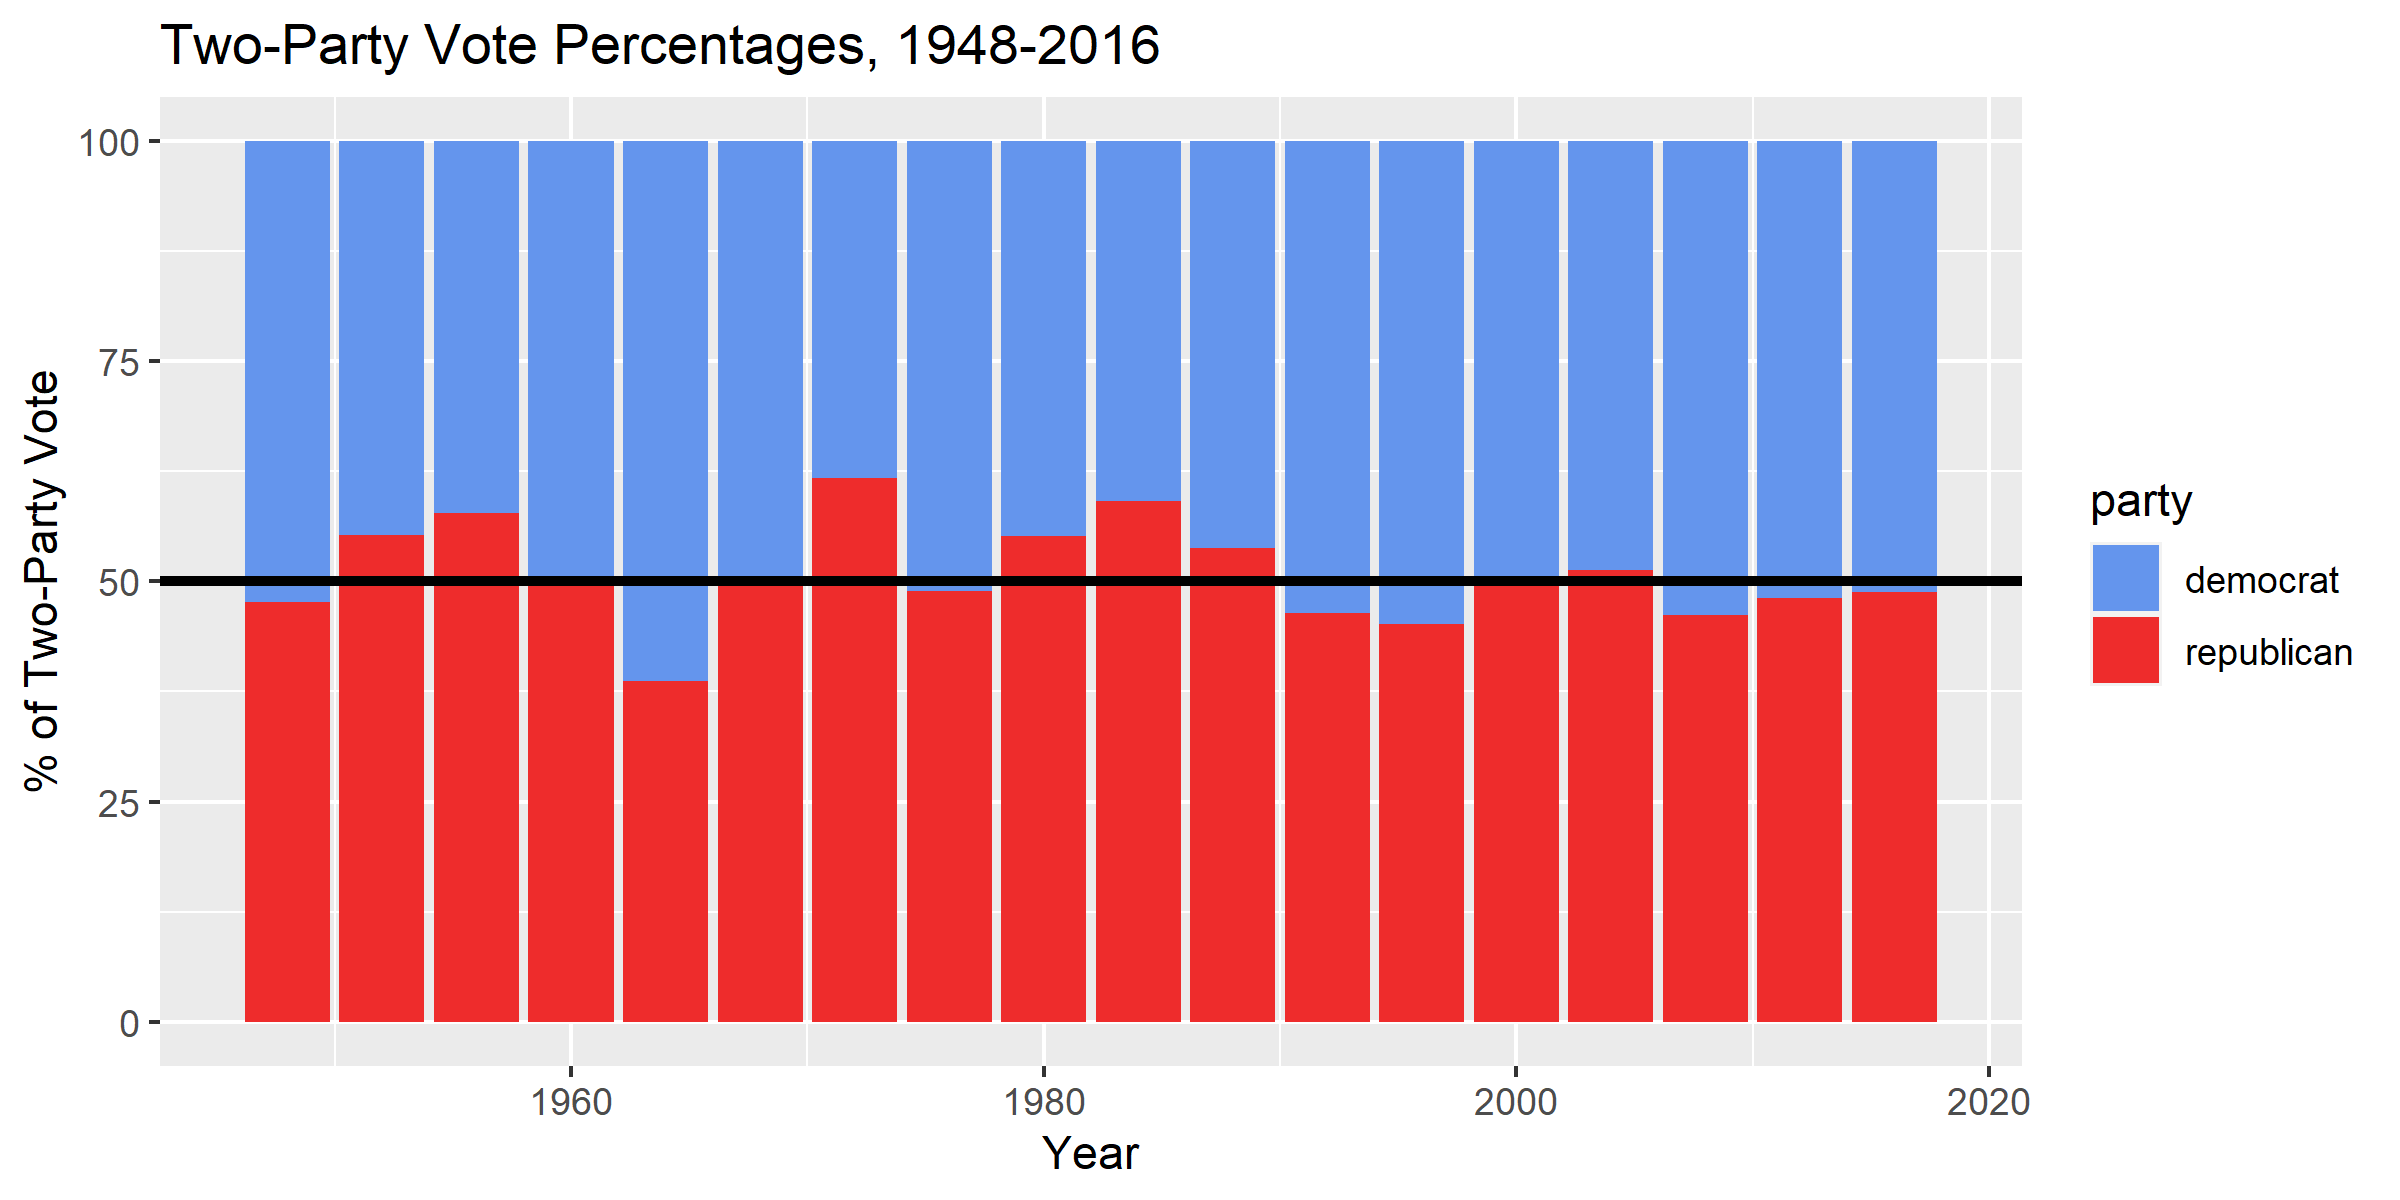 Two-Party Vote Percentages, 1948-2016
% of Two-Party Vote
100
75
50
25
0
1960 1980 2000 2020
Year
party
democrat
republican